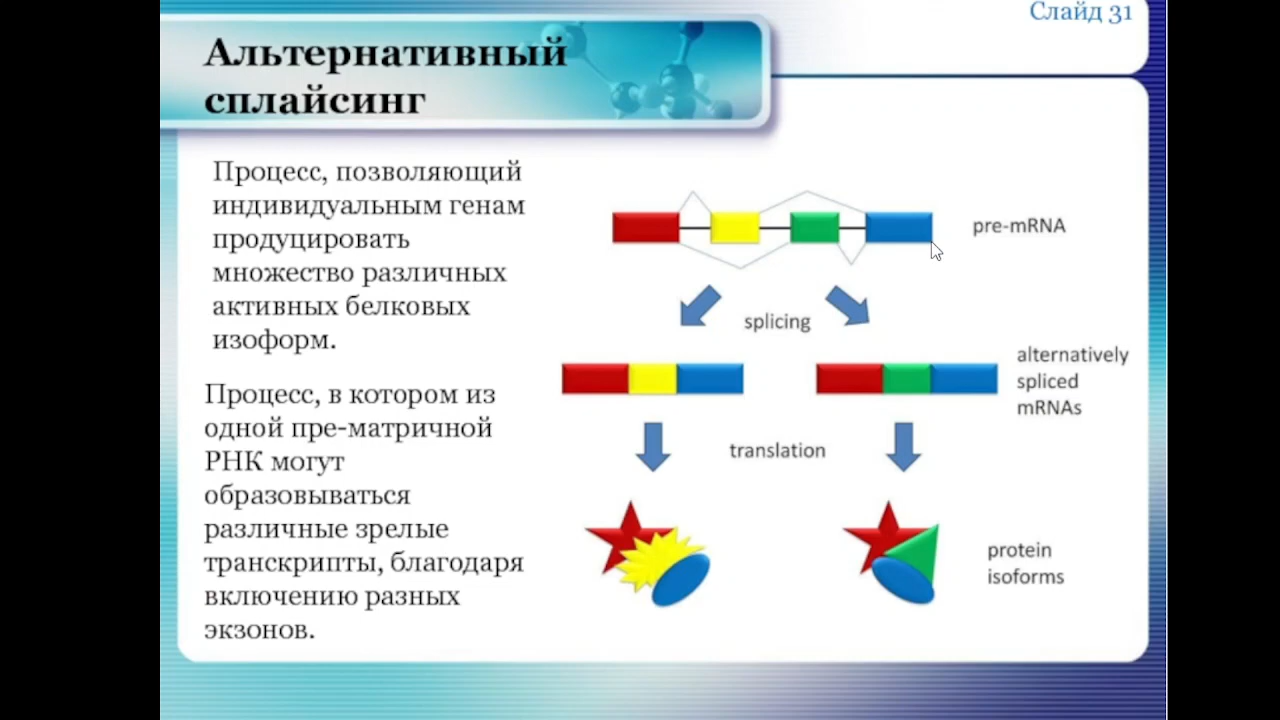 Слайд 31
Альтернативный
сплайсинг
Процесс, позволяющий
индивидуальным генам
продуцировать
множество различных
активных белковых
изоформ.
Процесс, в котором из
одной пре-матричной
РНК могут
образовываться
различные зрелые
транскрипты, благодаря
включению разных
экзонов.
pre-mRNA
splicing
alternatively
spliced
mRNAs
translation
protein
isoforms